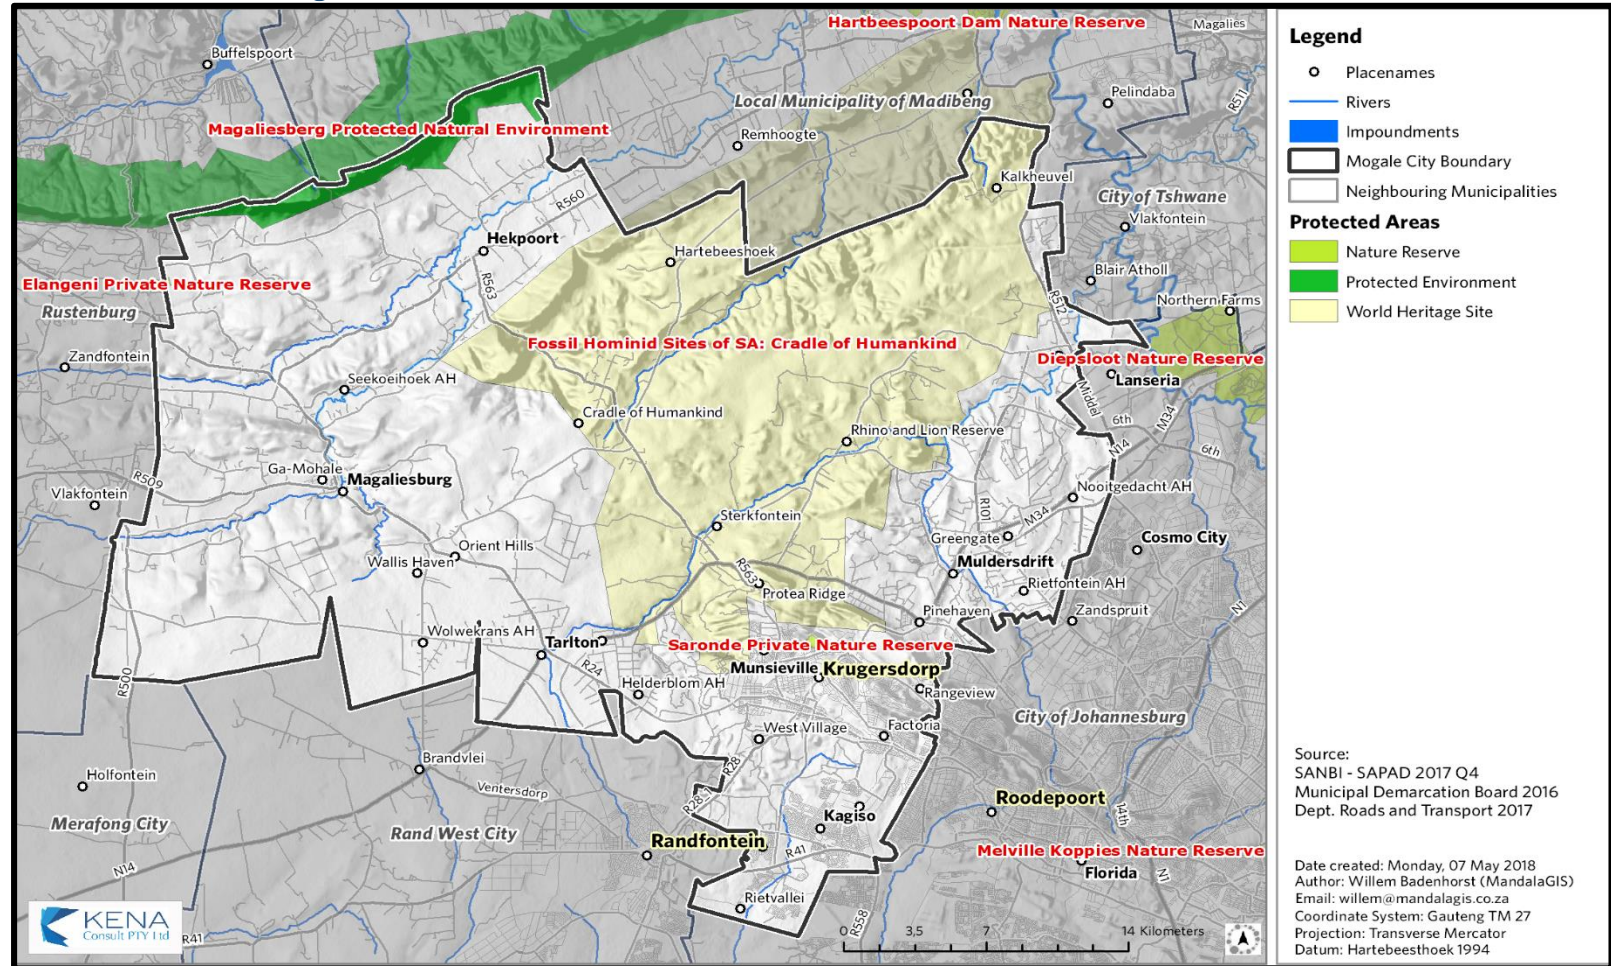 Hartbeespoort Dam Nature Reserve
Magalies
Buffelspoort
Local Municipality of Madibeng
Pelindaba
R511
Magaliesberg Protected Natural Environment
Remhoogte
Kalkheuvel
City of Tshwane
R560
Vlakfontein
Hekpoort
Hartebeeshoek
Blair Atholl
Elangeni Private Nature Reserve
R563
Rustenburg
R512
Northern Farms
Fossil Hominid Sites of SA: Cradle of Humankind
Zandfontein
Diepsloot Nature Reserve
Seekoeihoek AH
Lanseria
Middel
Cradle of Humankind
6th
M34
Rhino and Lion Reserve
N14
6th
Ga-Mohale
R509
Magaliesburg
Vlakfontein
Nooitgedacht AH
R101
M34
Sterkfontein
Greengate
Cosmo City
Orient Hills
Wallis Haven
Muldersdrift
R563
Rietfontein AH
Protea Ridge
Pinehaven
Zandspruit
N1
Wolwekrans AH
Tarlton
Saronde Private Nature Reserve
R24
Munsieville
Krugersdorp
R500
Helderblom AH
Rangeview
City of Johannesburg
West Village
Factoria
Brandvlei
R28
Holfontein
Ventersdorp
R28_1
Roodepoort
14th
Merafong City
Rand West City
Kagiso
Randfontein
R41
Melville Koppies Nature Reserve
N14
Florida
N1
Rietvallei
R558
R41
KENA
Consult PTY Ltd
0 3.5 7 14 Kilometers
Legend
Placenames
Rivers
Impoundments
Mogale City Boundary
Neighbouring Municipalities
Protected Areas
Nature Reserve
Protected Environment
World Heritage Site
Source:
SANBI - SAPAD 2017 Q4
Municipal Demarcation Board 2016
Dept. Roads and Transport 2017
Date created: Monday, 07 May 2018
Author: Willem Badenhorst (MandalaGIS)
Email: willem@mandalagis.co.za
Coordinate System: Gauteng TM 27
Projection: Transverse Mercator
Datum: Hartebeesthoek 1994